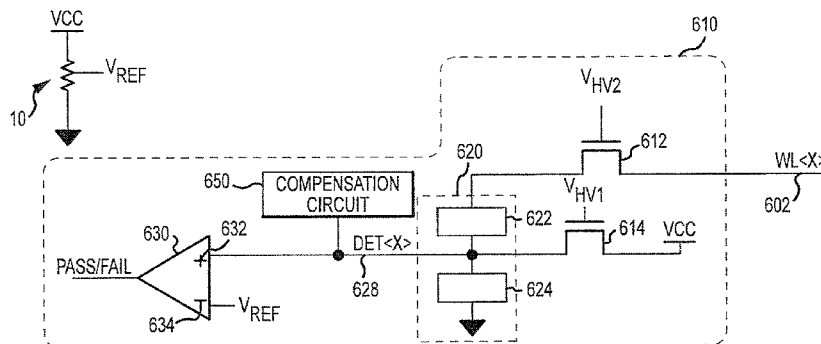 VCC
610
10
VREF
VHV2
620
612
WL<X>
650
COMPENSATION
CIRCUIT
VHV1
602
622
614
VCC
630
632
DET<X>
PASS/FAIL
628
624
634
VREF